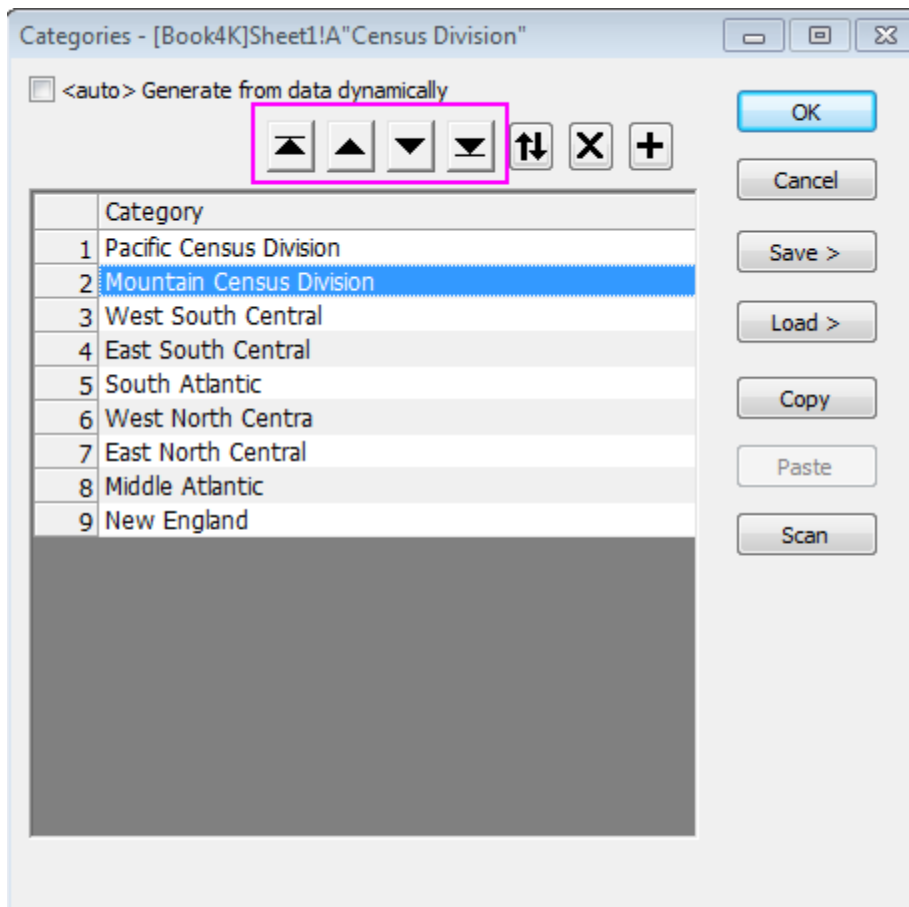 Categories - [Book4K]Sheet1!A"Census Division"
<auto> Generate from data dynamically
OK
Cancel
Category
1 Pacific Census Division
Save >
2 Mountain Census Division
3 West South Central
Load >
4 East South Central
5 South Atlantic
Copy
6 West North Centra
7 East North Central
Paste
8 Middle Atlantic
9 New England
Scan